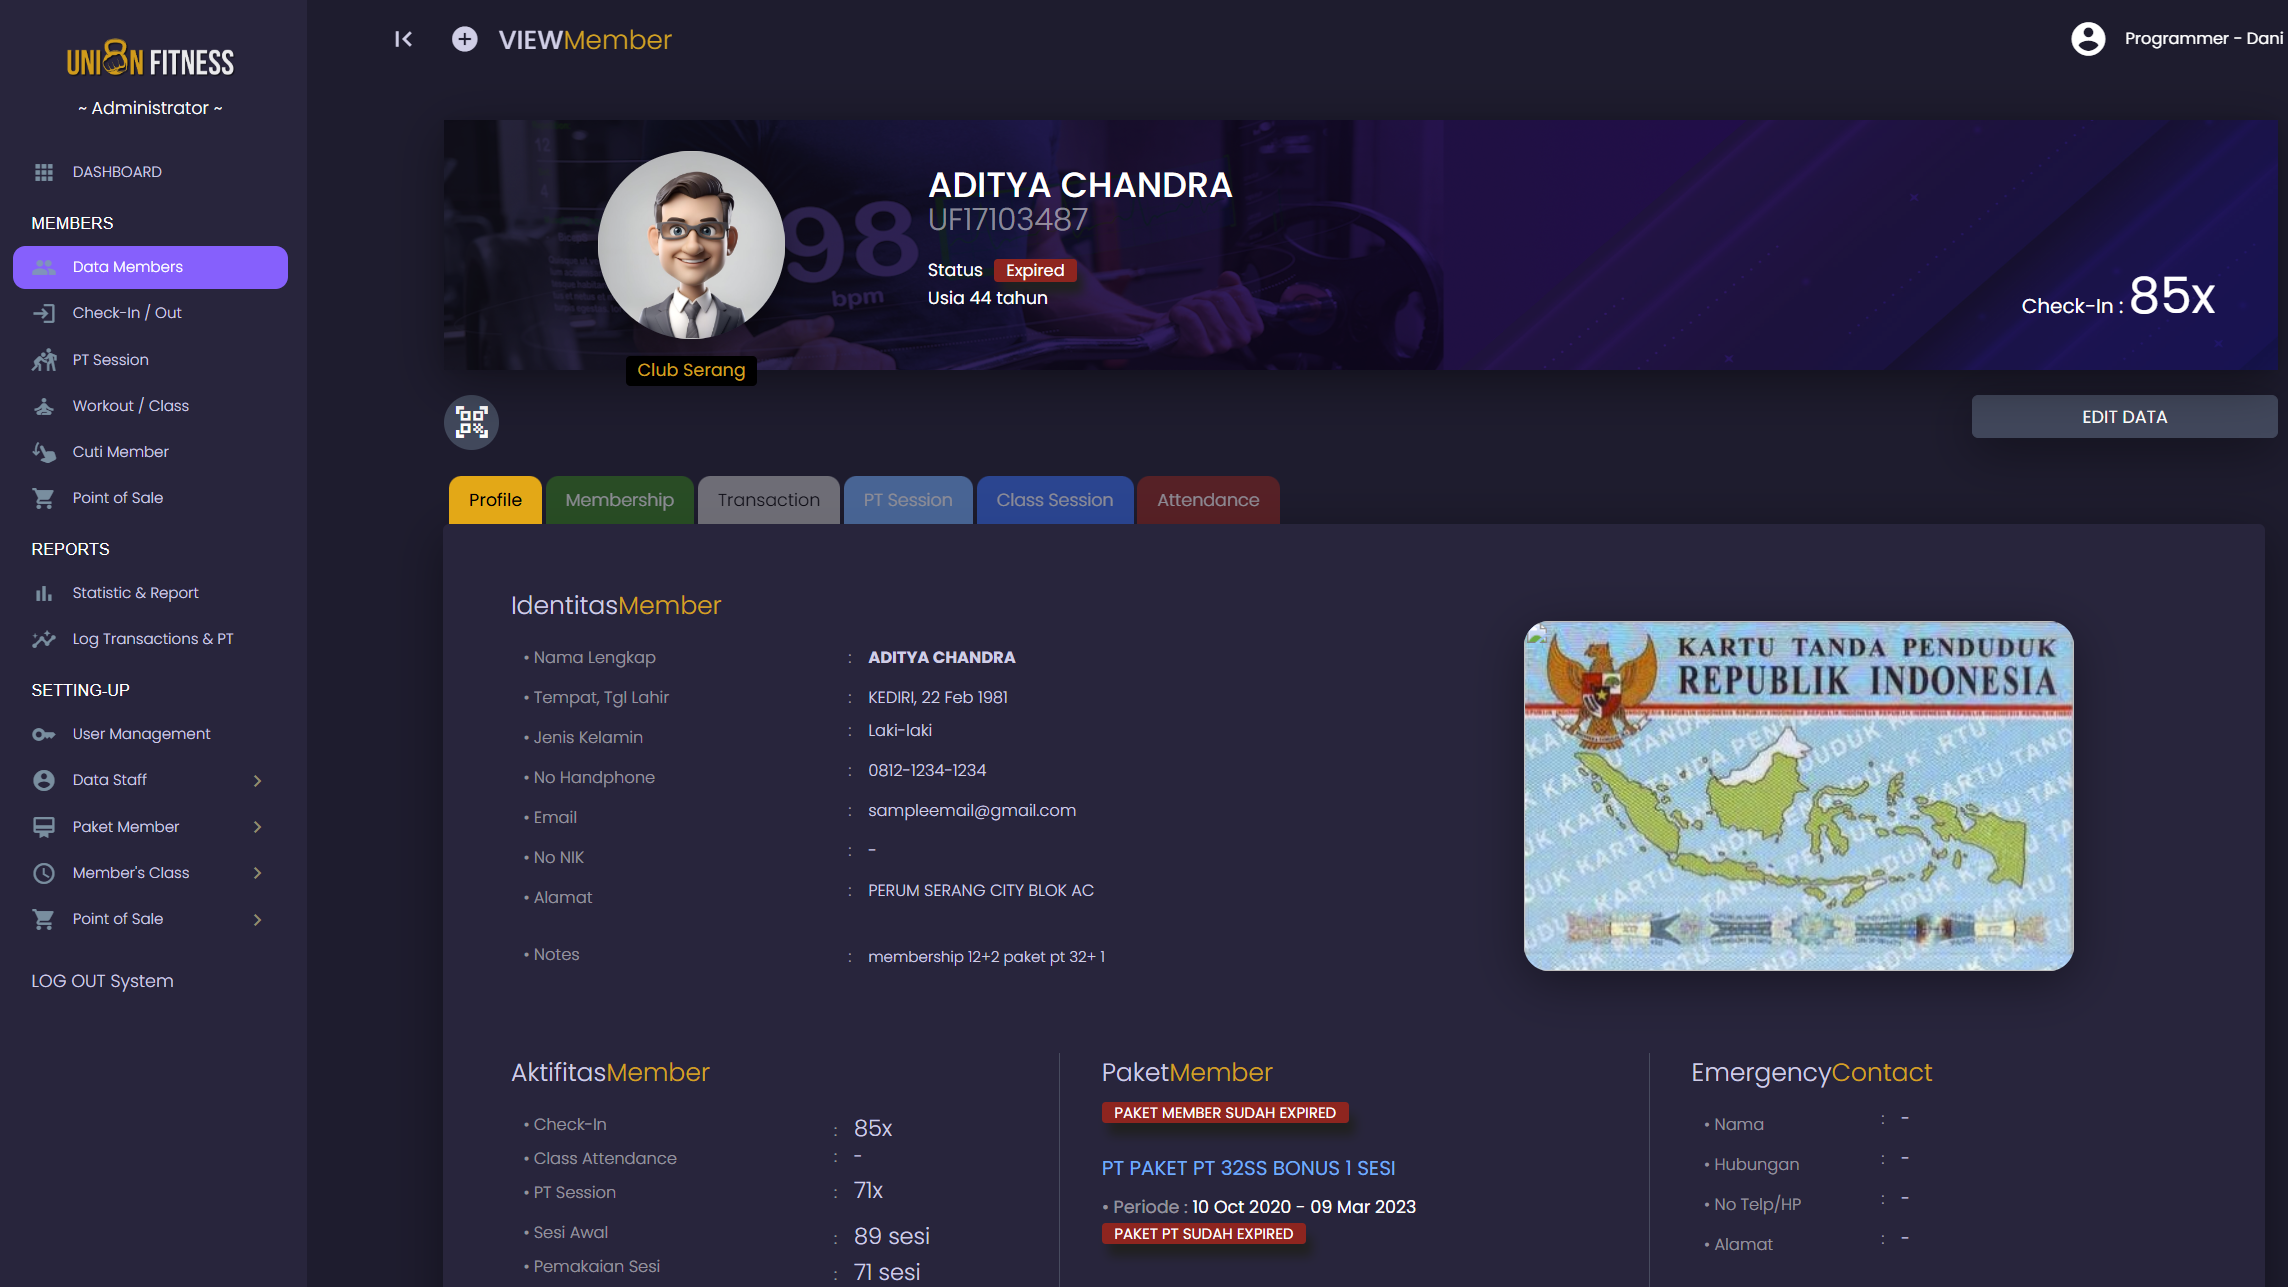 UNI8N FITNESS
~ Administrator ~
DASHBOARD
MEMBERS
Data Members
Check-In / Out
PT Session
Workout / Class
Cuti Member
Point of Sale
REPORTS
Statistic & Report
Log Transactions & PT
SETTING-UP
User Management
Data Staff
Paket Member
Member's Class
Point of Sale
LOG OUT System
VIEWMember
Programmer - Dani
98
bpm
ADITYA CHANDRA
UF17103487
Status Expired
Usia 44 tahun
Check-In : 85x
Club Serang
EDIT DATA
Profile Membership Transaction PT Session Class Session Attendance
IdentitasMember
• Nama Lengkap : ADITYA CHANDRA
• Tempat, Tgl Lahir : KEDIRI, 22 Feb 1981
• Jenis Kelamin : Laki-laki
• No Handphone : 0812-1234-1234
• Email : sampleemail@gmail.com
• No NIK : -
• Alamat : PERUM SERANG CITY BLOK AC
• Notes : membership 12+2 paket pt 32+ 1
KARTU TANDA PENDUDUK
REPUBLIK INDONESIA
AktifitasMember
• Check-In : 85x
• Class Attendance : -
• PT Session : 71x
• Sesi Awal : 89 sesi
• Pemakaian Sesi : 71 sesi
PaketMember
PAKET MEMBER SUDAH EXPIRED
PT PAKET PT 32SS BONUS 1 SESI
• Periode : 10 Oct 2020 - 09 Mar 2023
PAKET PT SUDAH EXPIRED
EmergencyContact
• Nama : -
• Hubungan : -
• No Telp/HP : -
• Alamat : -